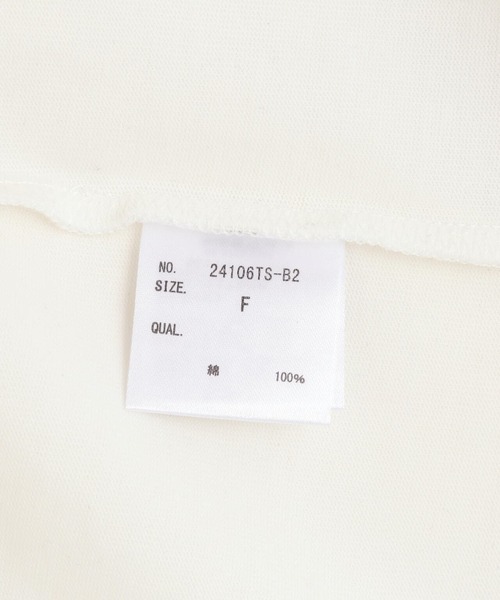 NO. 24106TS-B2
SIZE. F
QUAL.
綿 100%